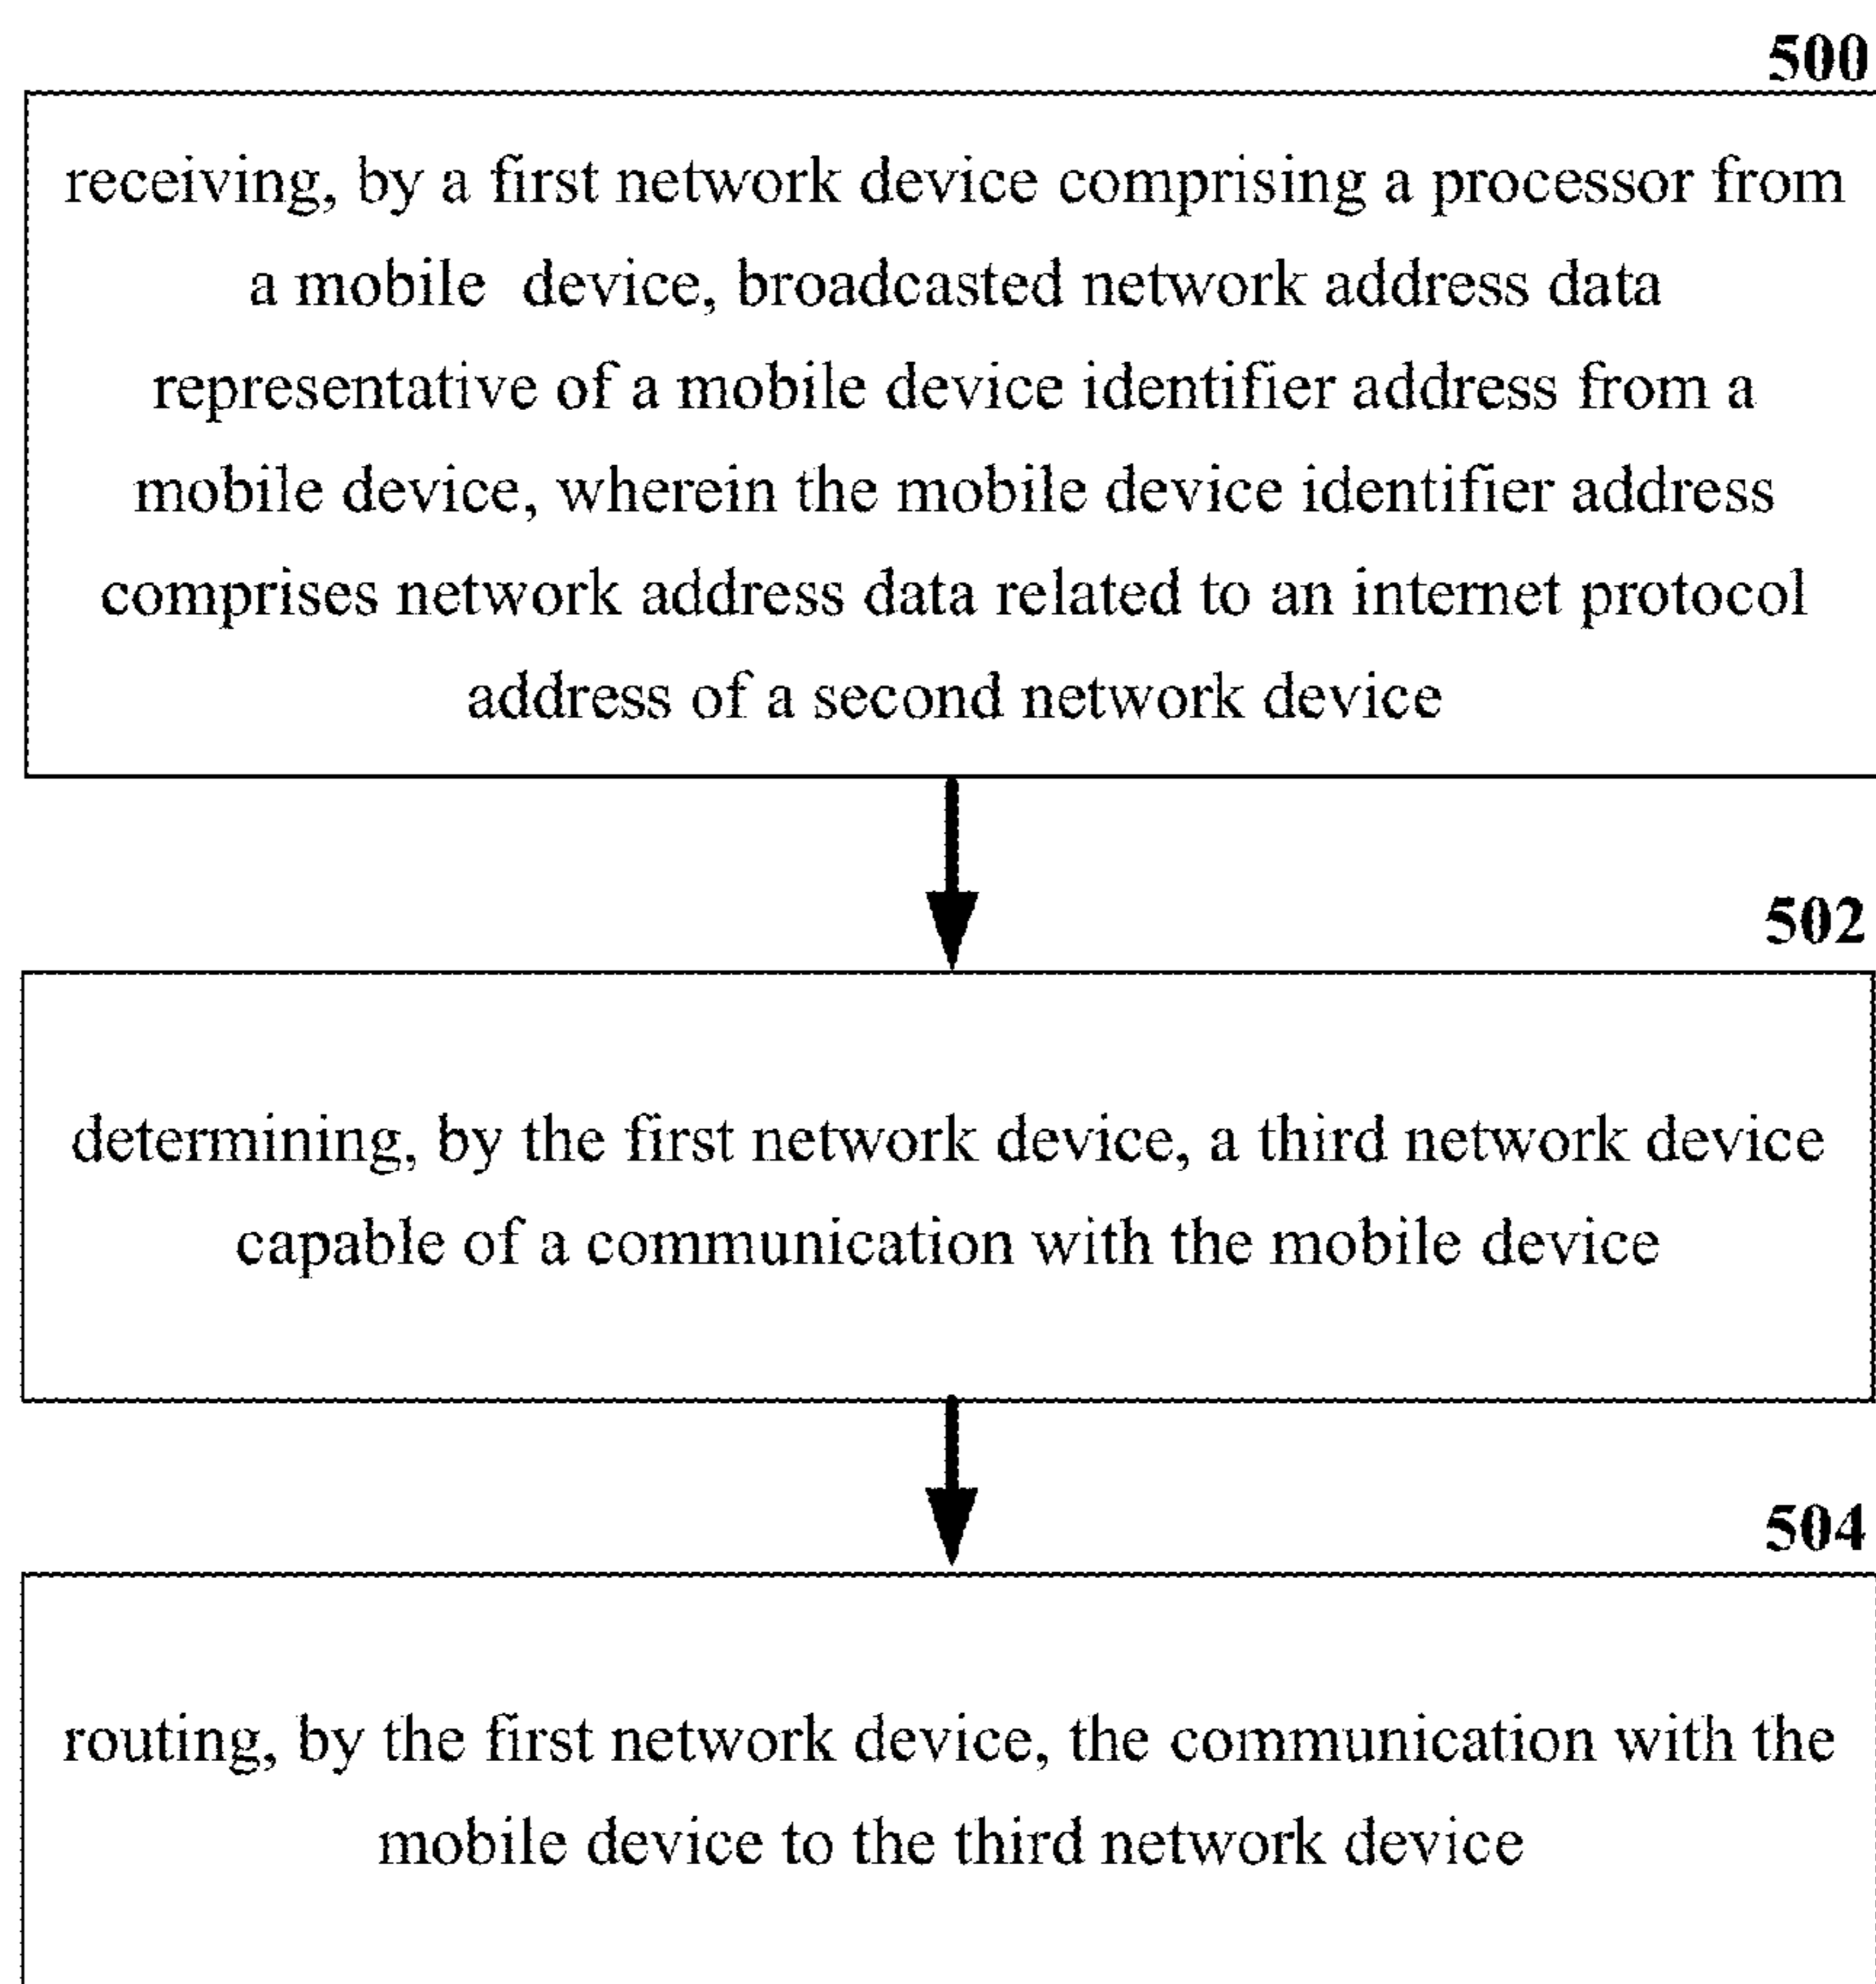 500
receiving, by a first network device comprising a processor from
a mobile device, broadcasted network address data
representative of a mobile device identifier address from a
mobile device, wherein the mobile device identifier address
comprises network address data related to an internet protocol
address of a second network device
502
determining, by the first network device, a third network device
capable of a communication with the mobile device
504
routing, by the first network device, the communication with the
mobile device to the third network device